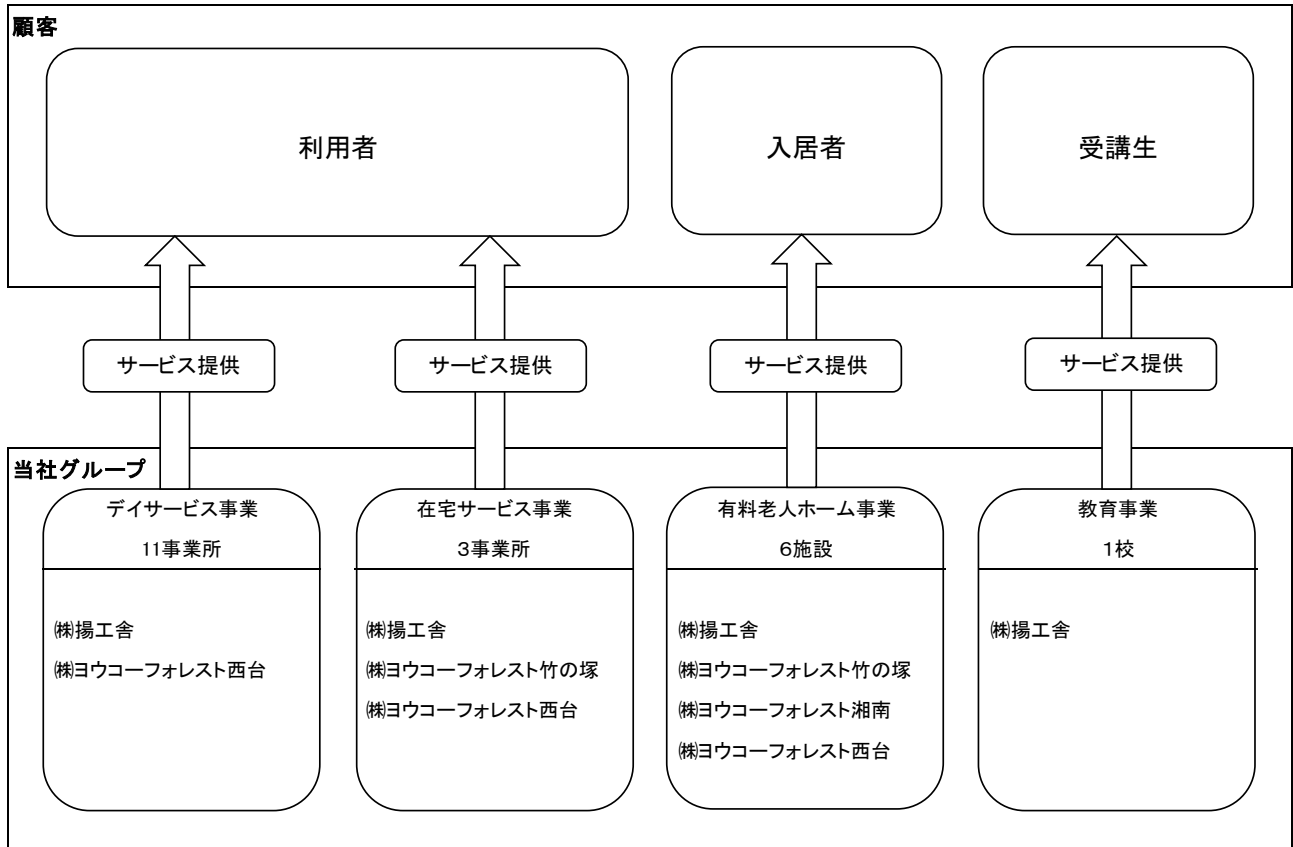 顧客
利用者
入居者
受講生
サービス提供
サービス提供
サービス提供
サービス提供
当社グループ
デイサービス事業
11事業所
㈱揚工舎
㈱ヨウコーフォレスト西台
在宅サービス事業
3事業所
㈱揚工舎
㈱ヨウコーフォレスト竹の塚
㈱ヨウコーフォレスト西台
有料老人ホーム事業
6施設
㈱揚工舎
㈱ヨウコーフォレスト竹の塚
㈱ヨウコーフォレスト湘南
㈱ヨウコーフォレスト西台
教育事業
1校
㈱揚工舎